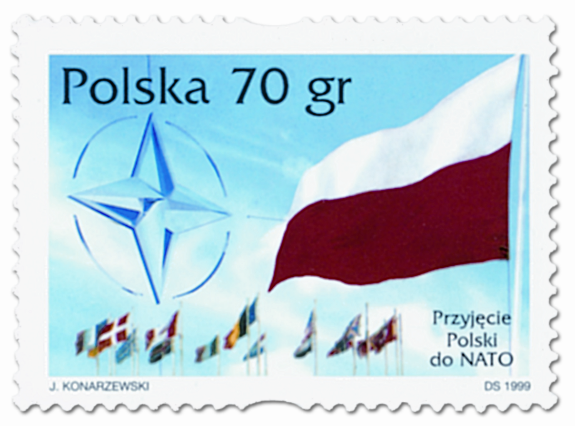 Polska 70 gr
Przyjęcie
Polski
do NATO
J. KONARZEWSKI
DS 1999